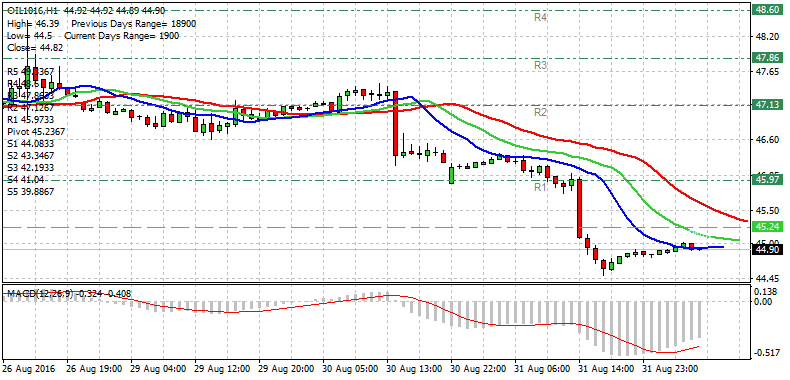 OIL1016,H1 44.92 44.92 44.89 44.90
High= 46.39 Previous Days Range= 18900
Low= 44.5 Current Days Range= 1900
Close= 44.82
R1 45.9733
Pivot 45.2367
S1 44.0833
S2 43.3467
S3 42.1933
S4 41.04
S5 39.8867
R4
R3
R2
R1
48.60
48.20
47.86
47.65
47.13
46.60
45.97
45.50
45.24
44.90
44.45
MACD(12,26,9) -0.324 -0.408
0.138
0.00
-0.517
26 Aug 2016
26 Aug 19:00
29 Aug 04:00
29 Aug 12:00
29 Aug 20:00
30 Aug 05:00
30 Aug 13:00
30 Aug 22:00
31 Aug 06:00
31 Aug 14:00
31 Aug 23:00